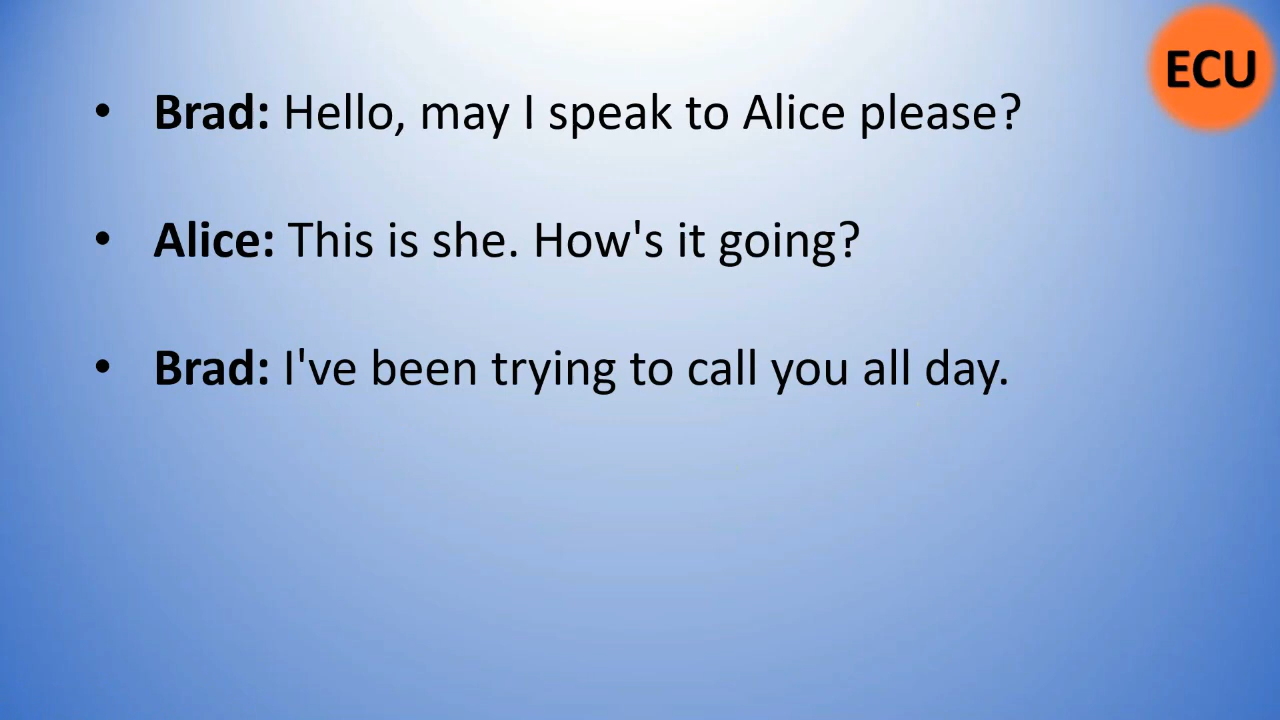 ECU
• Brad: Hello, may I speak to Alice please?
• Alice: This is she. How's it going?
• Brad: I've been trying to call you all day.